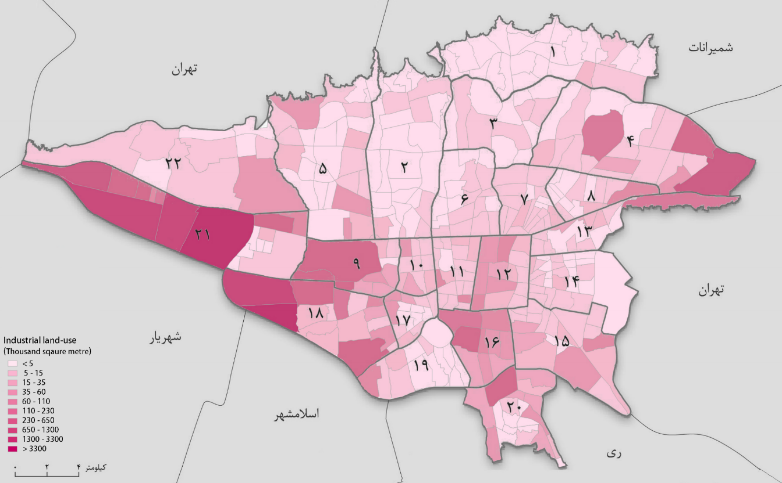 شمیرانات
تهران
۱
۳
۴
۲۲
۵
۲
۶
۷
۸
۲۱
۱۳
۹
۱۰
۱۱
۱۲
۱۴
تهران
۱۸
۱۷
۱۶
۱۵
شهریار
۱۹
۲۰
اسلامشهر
ری
Industrial land-use
(Thousand sqaure metre)
< 5
5 - 15
15 - 35
35 - 60
60 - 110
110 - 230
230 - 650
650 - 1300
1300 - 3300
> 3300
۰ ۲ ۴ کیلومتر